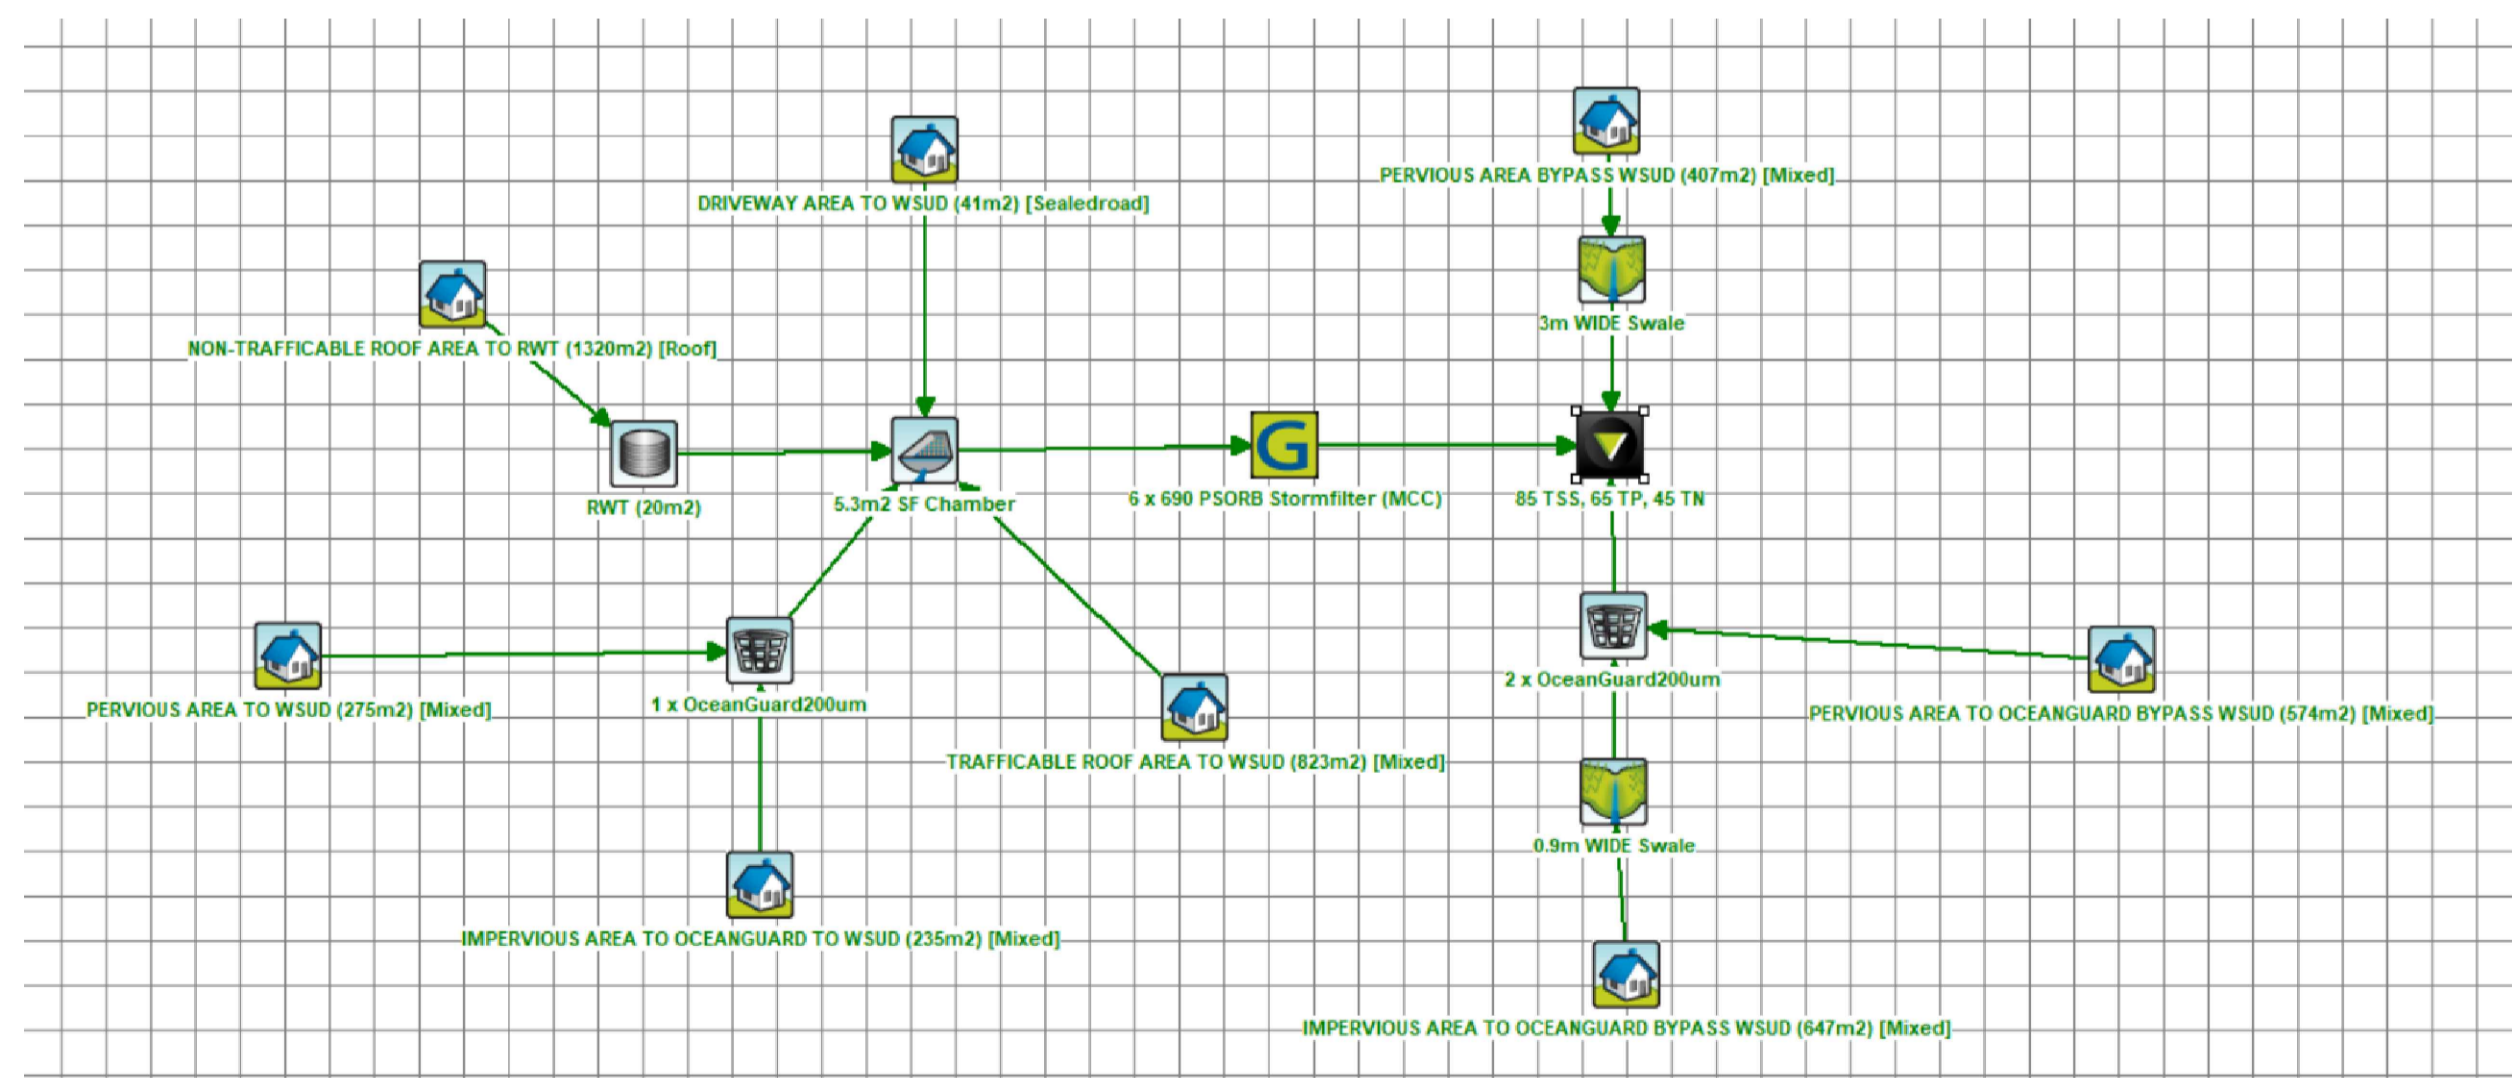 PERVIOUS AREA BYPASS WSUD (407m2) [Mixed]
DRIVEWAY AREA TO WSUD (41m2) [Sealedroad]
3m WIDE Swale
NON-TRAFFICABLE ROOF AREA TO RWT (1320m2) [Roof]
G
RWT (20m2)
5.3m2 SF Chamber
6 x 690 PSORB Stormfilter (MCC)
85 TSS, 65 TP, 45 TN
2 x OceanGuard200um
PERVIOUS AREA TO WSUD (275m2) [Mixed]
1 x OceanGuard200um
PERVIOUS AREA TO OCEANGUARD BYPASS WSUD (574m2) [Mixed]
TRAFFICABLE ROOF AREA TO WSUD (823m2) [Mixed]
0.9m WIDE Swale
IMPERVIOUS AREA TO OCEANGUARD TO WSUD (235m2) [Mixed]
IMPERVIOUS AREA TO OCEANGUARD BYPASS WSUD (647m2) [Mixed]